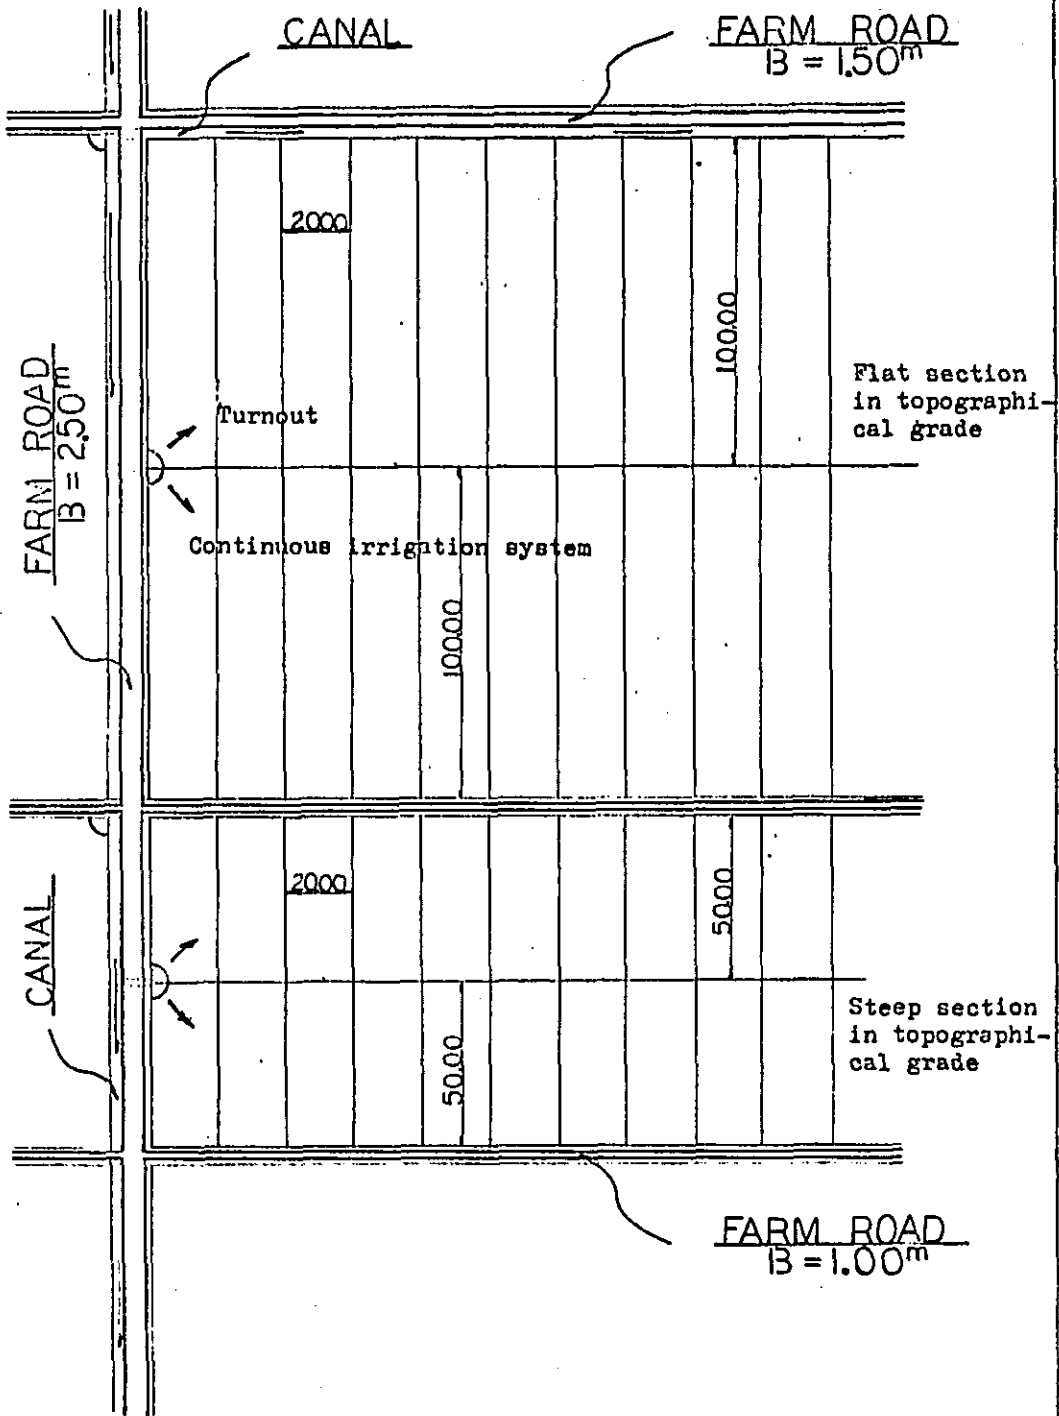 CANAL
FARM ROAD
B = 1.50m
2000
100.00
FARM ROAD
B = 2.50m
Flat section
in topographi-
cal grade
Turnout
Continuous irrigation system
100.00
2000
50.00
CANAL
Steep section
in topographi-
cal grade
50.00
FARM ROAD
B = 1.00m